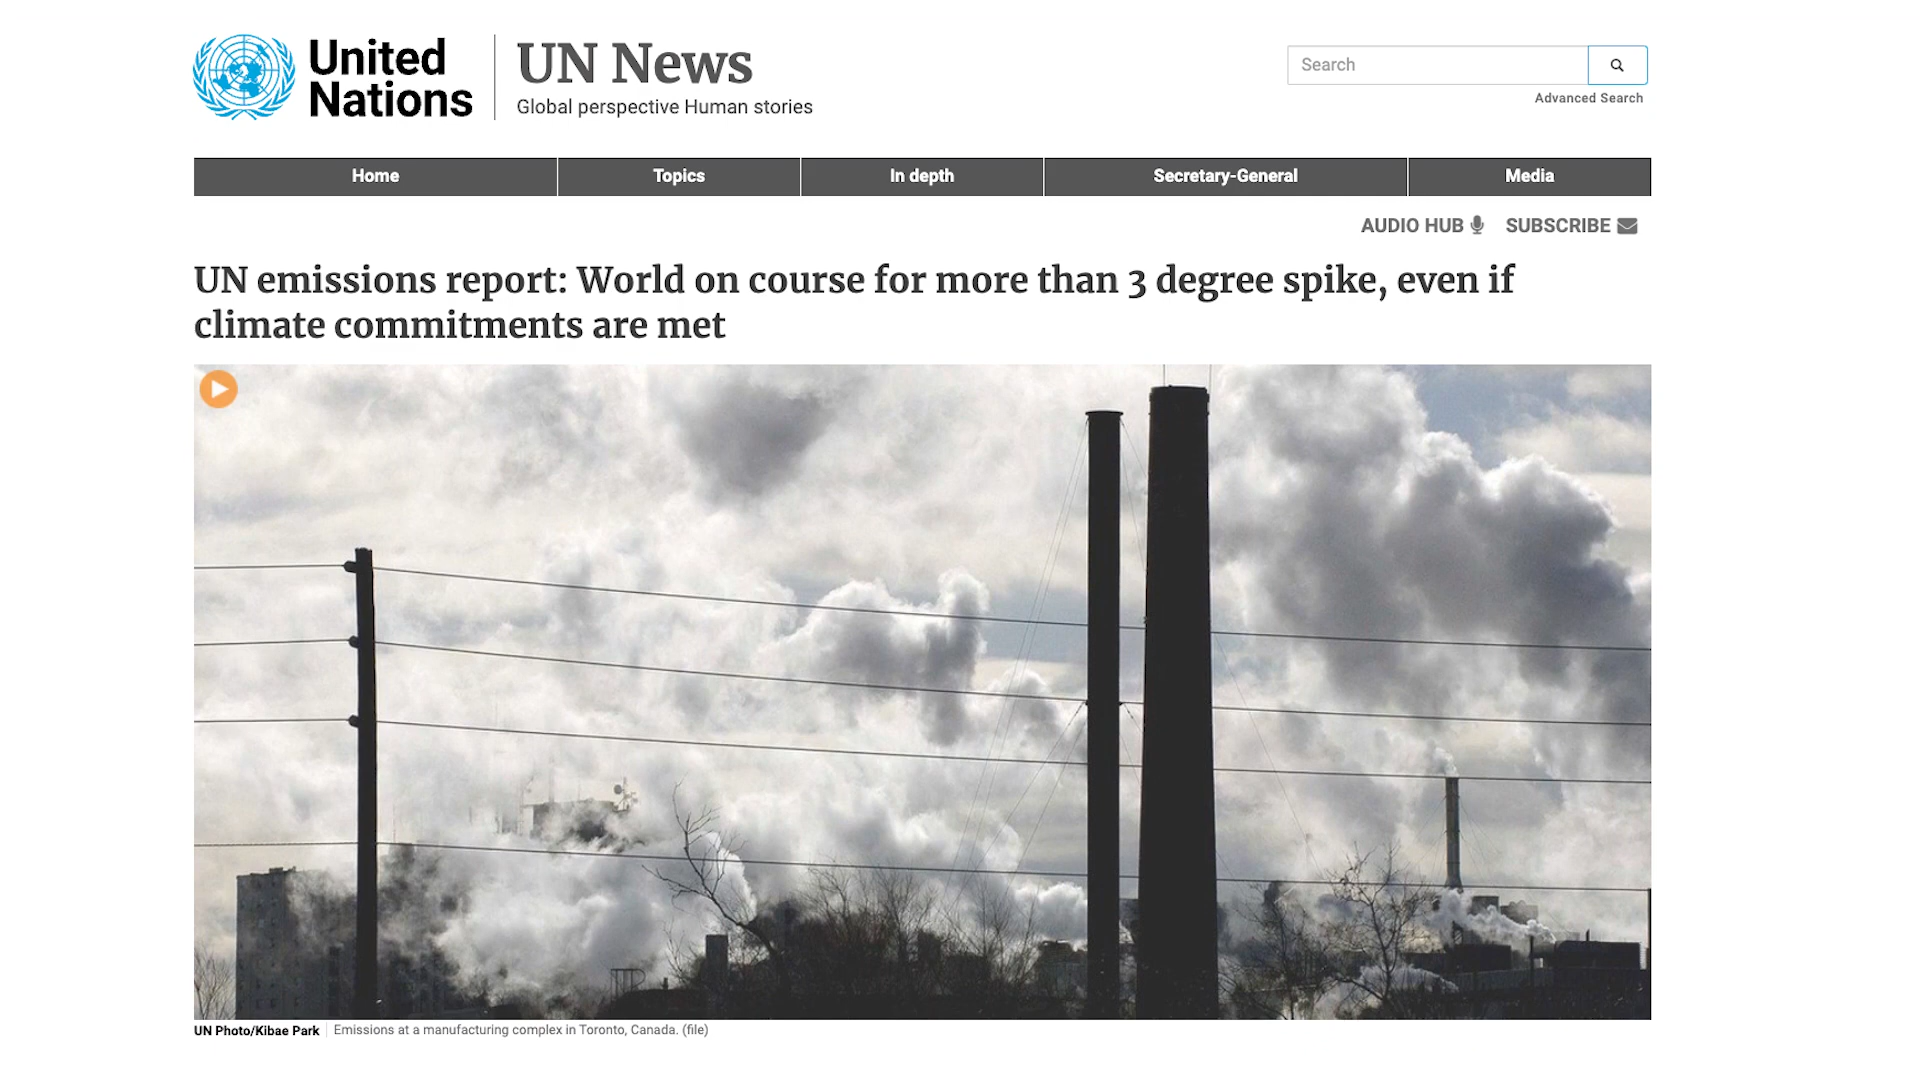 United
Nations
UN News
Global perspective Human stories
Search
Advanced Search
Home
Topics
In depth
Secretary-General
Media
AUDIO HUB
SUBSCRIBE
UN emissions report: World on course for more than 3 degree spike, even if
climate commitments are met
UN Photo/Kibae Park
Emissions at a manufacturing complex in Toronto, Canada. (file)